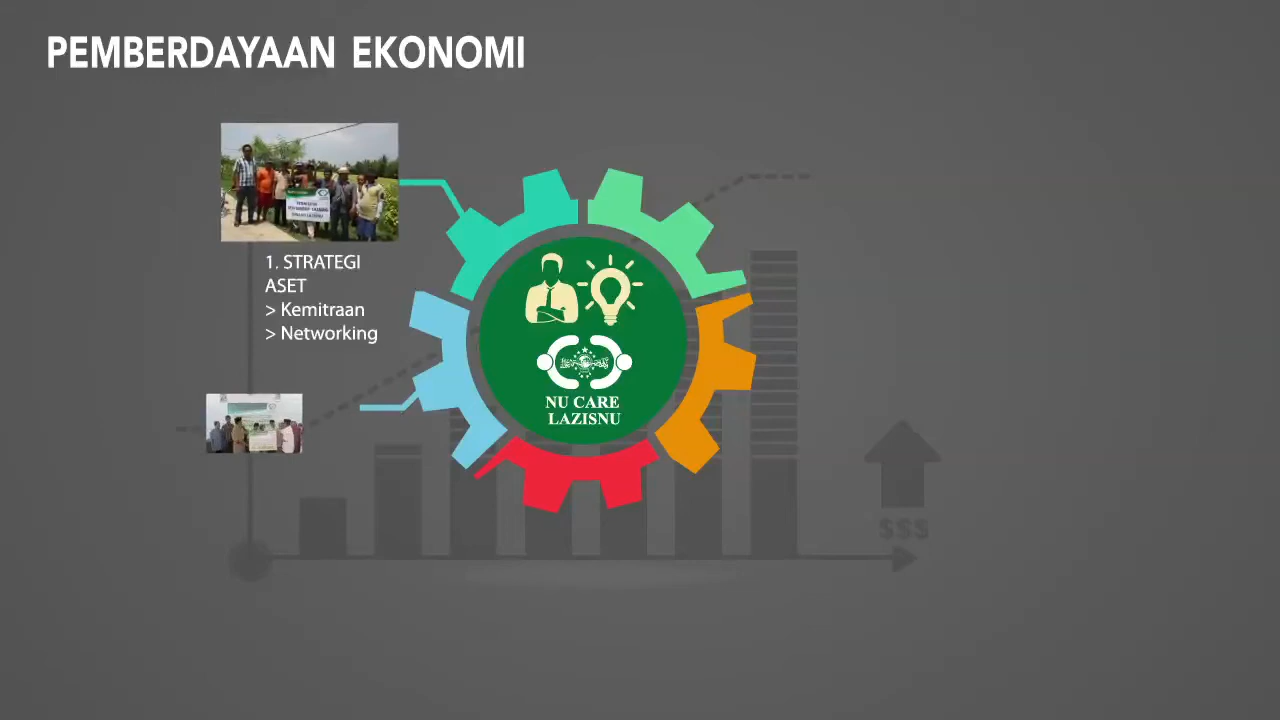 PEMBERDAYAAN EKONOMI
1. STRATEGI
ASET
> Kemitraan
> Networking
NU CARE
LAZISNU
$$$